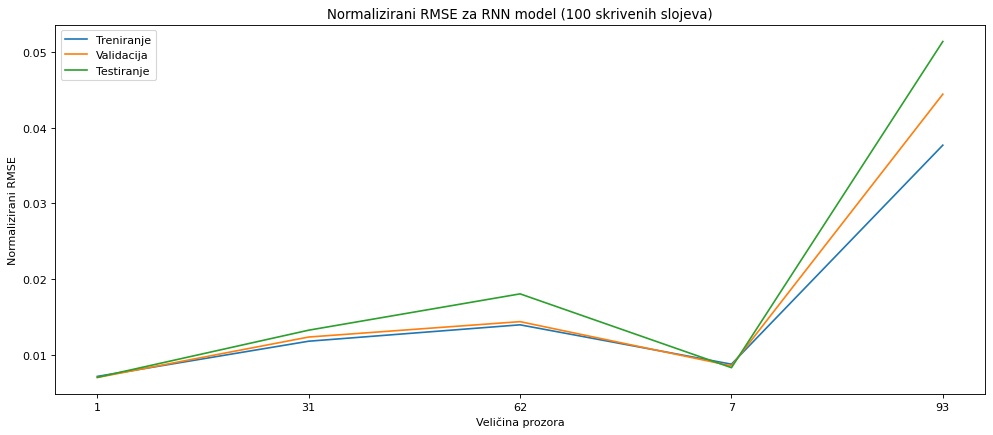 Normalizirani RMSE za RNN model (100 skrivenih slojeva)
Treniranje
Validacija
Testiranje
Normalizirani RMSE
0.05
0.04
0.03
0.02
0.01
1 31 62 7 93
Veličina prozora